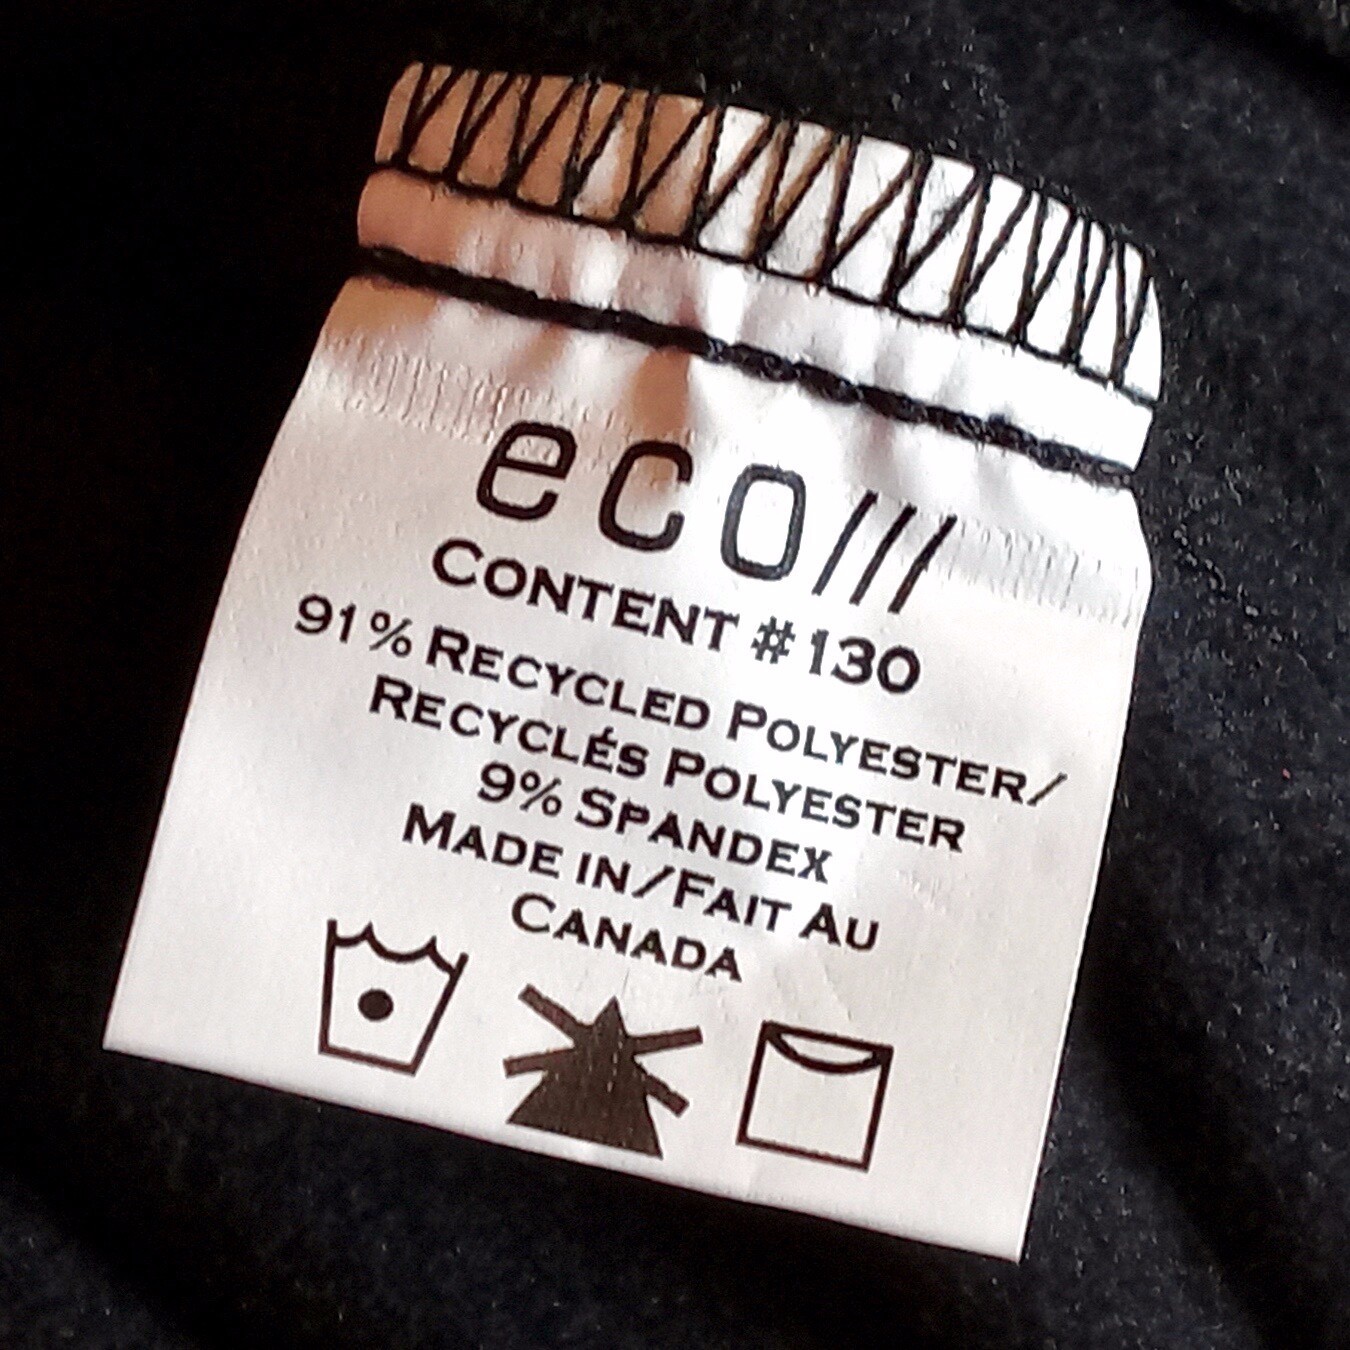 eco///
CONTENT #130
91% RECYCLED POLYESTER/
RECYCLÉS POLYESTER
9% SPANDEX
MADE IN/FAIT AU
CANADA